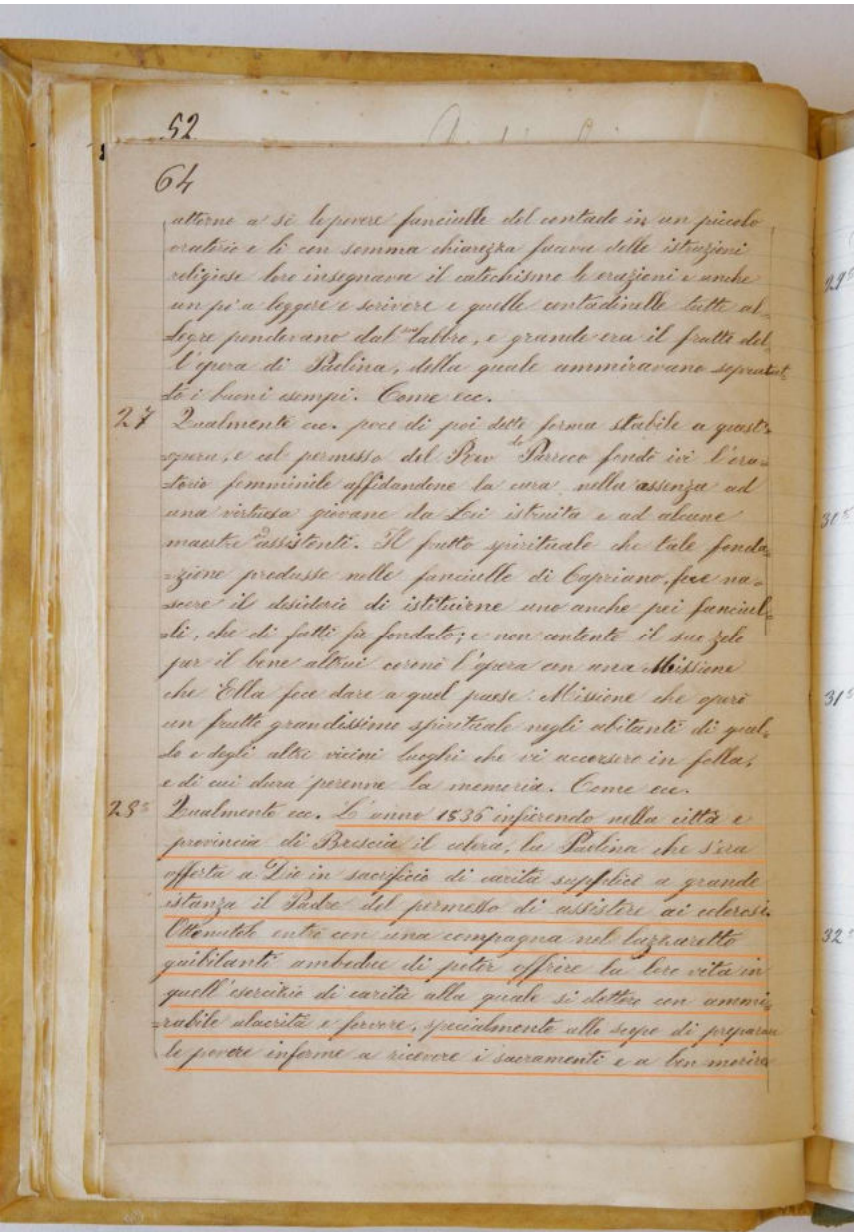 52
64
attorno a sè le povere fanciulle del contado in un piccolo
oratorio e li con somma chiarezza faceva delle istruzioni
religiose loro insegnava il catechismo le orazioni e anche
un po' a leggere e scrivere e quelle contadinelle tutte al=
legre pendevano dal suo labbro, e grande era il frutto del=
l'opera di Paolina, della quale ammiravano sopratut=
to i buoni esempi. Come ecc.
27 Qualmente ecc. poco di poi dette forma stabile a quest'=
=opera, e col permesso del Rev.do Parroco fondò ivi l'ora=
=torio femminile affidandone la cura nella assenza ad
una virtuosa giovane da Lei istruita e ad alcune
maestre assistenti. Il frutto spirituale che tale fonda=
=zione produsse nelle fanciulle di Capriano, fece na=
=scere il desiderio di istituirne uno anche pei fanciul=
=li, che di fatti fu fondato; e non contento il suo zelo
per il bene altrui coronò l'opera con una Missione
che Ella fece dare a quel paese. Missione che operò
un frutto grandissimo spirituale negli abitanti di quel=
lo e degli altri vicini luoghi che vi accorsero in folla,
e di cui dura perenne la memoria. Come ecc.
28° Qualmente ecc. L'anno 1836 infierendo nella città e
provincia di Brescia il colera, la Paolina che s'era
offerta a Dio in sacrificio di carità supplicò a grande
istanza il Padre del permesso di assistere ai colerosi.
Ottenutolo entrò con una compagna nel lazzaretto
guibilanti ambedue di poter offrire la loro vita in
quell'esercizio di carità alla quale si dettero con ammi=
=rabile alacrità e fervore, specialmente allo scopo di preparare
le povere inferme a ricevere i sacramenti e a ben morire
29°
31°
32°